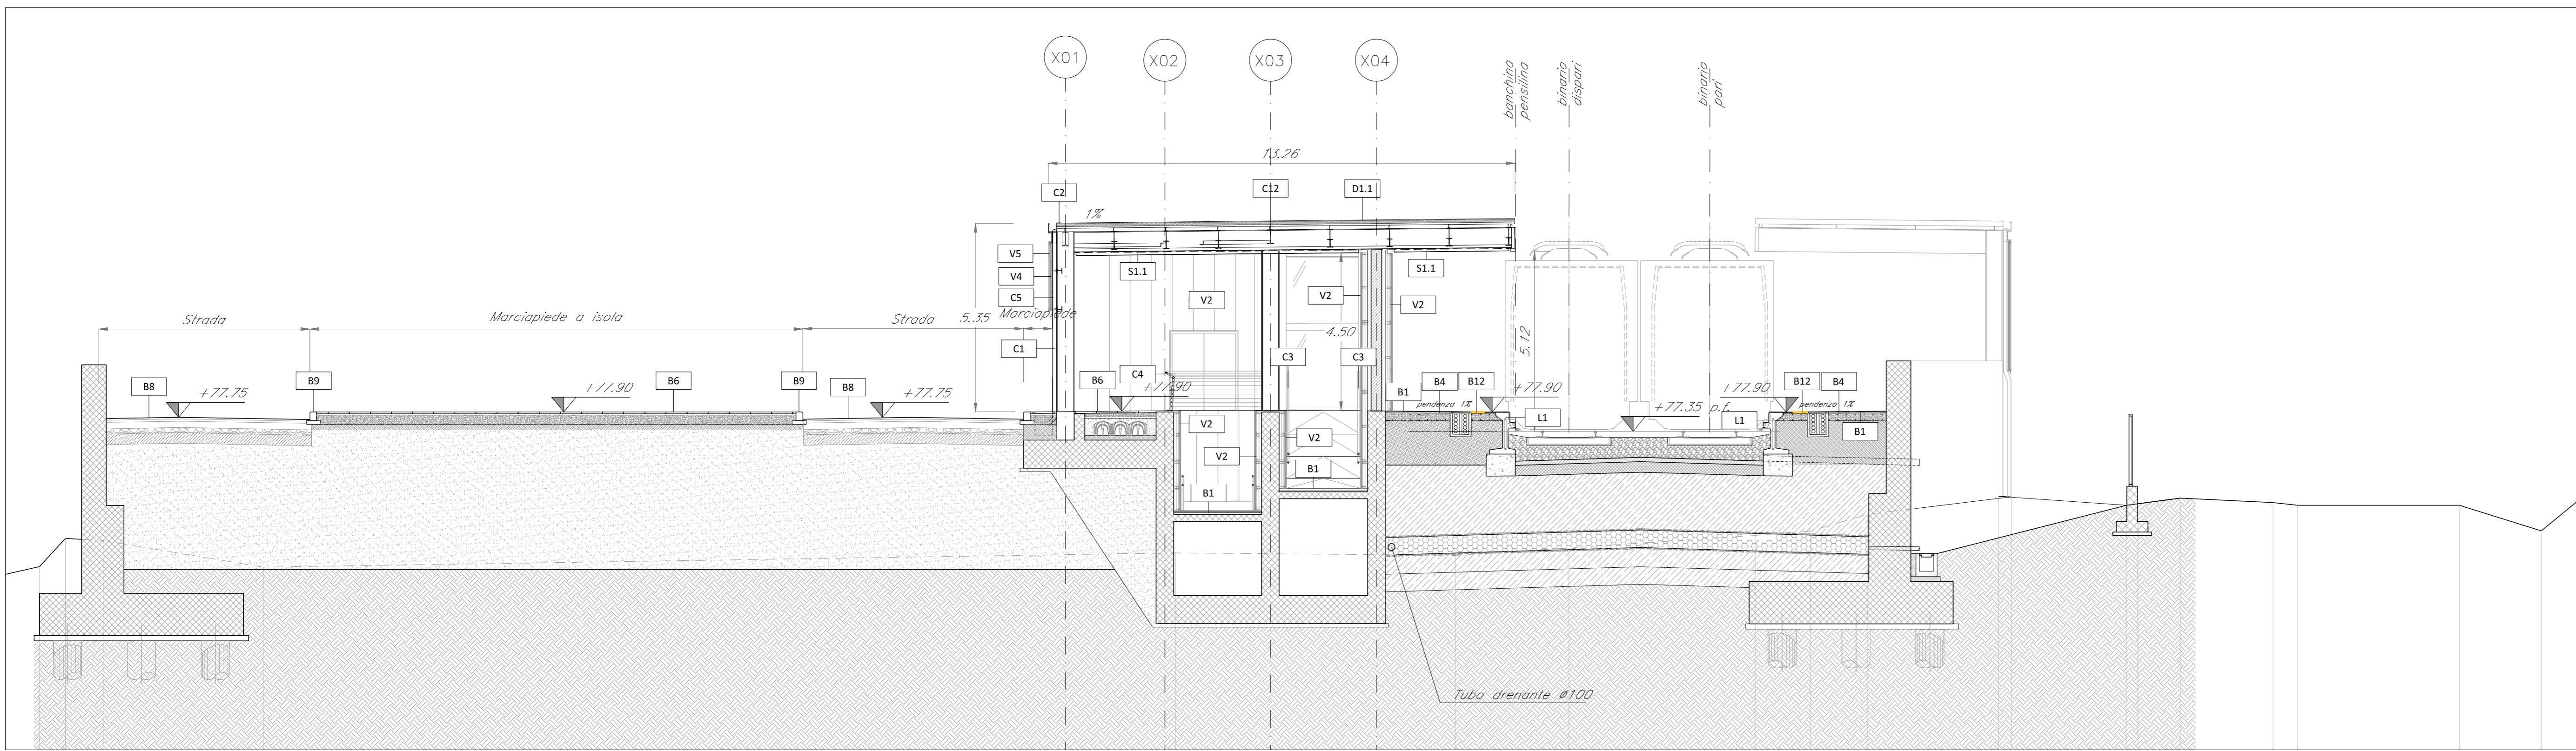 X01
X02
X03
X04
banchina
pensilina
binario
dispari
binario
pari
13.26
C2
C12
D1.1
1%
V5
V4
C5
S1.1
S1.1
V2
V2
V2
Strada
Marciapiede a isola
Strada
5.35
Marciapiede
4.50
5.12
C1
C3
C3
B8
+77.75
B9
+77.90
B6
B9
B8
+77.75
B6
C4
+77.90
B1
B4
B12
+77.90
+77.90
B12
B4
pendenza 1%
+77.35 p.f.
pendenza 1%
L1
L1
B1
V2
V2
V2
B1
B1
Tubo drenante ø100